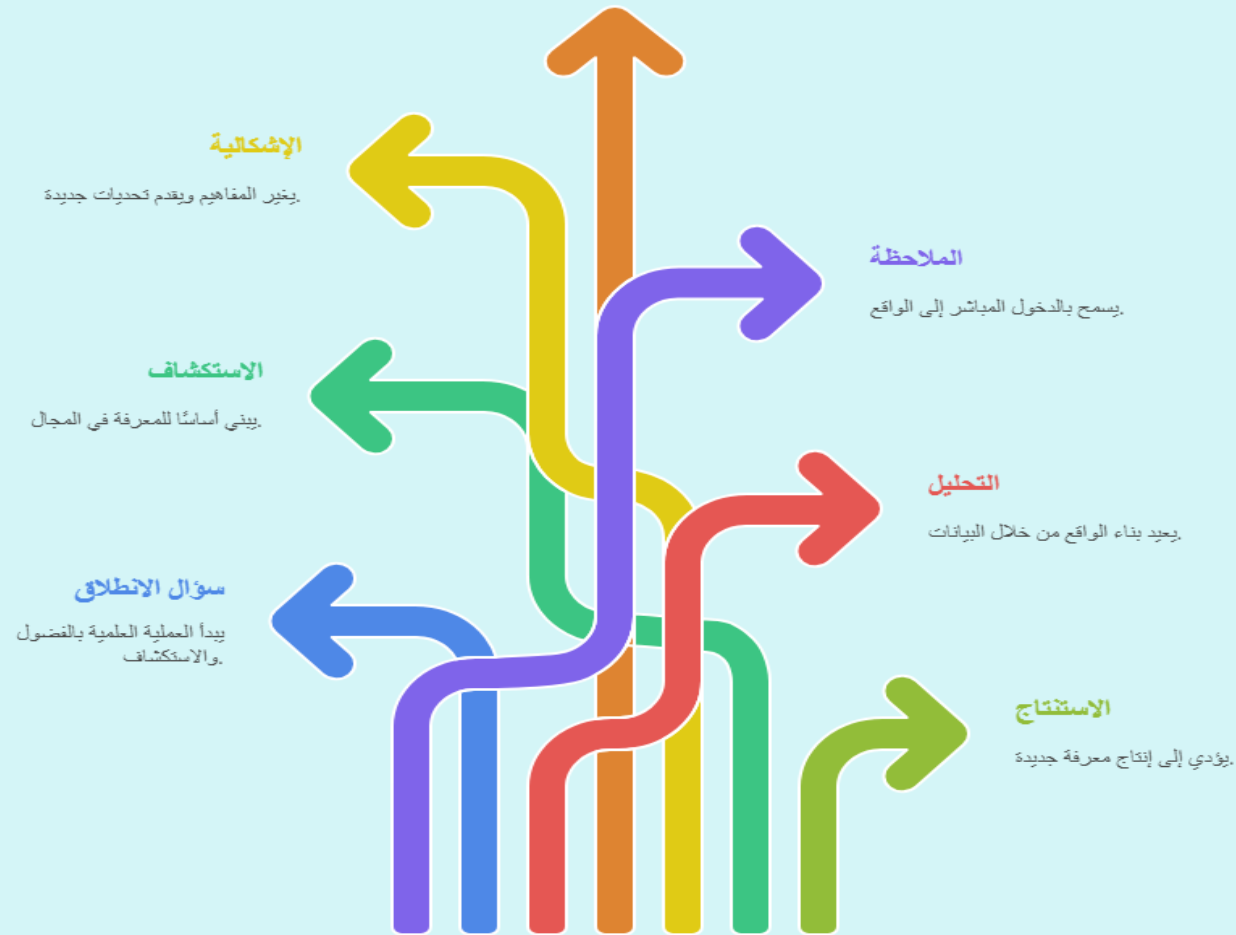 الإشكالية
يغير المفاهيم ويقدم تحديات جديدة.
الملاحظة
يسمح بالدخول المباشر إلى الواقع.
الاستكشاف
يبني أساسًا للمعرفة في المجال.
التحليل
يعيد بناء الواقع من خلال البيانات.
سؤال الانطلاق
يبدأ العملية العلمية بالفضول
والاستكشاف.
الاستنتاج
يؤدي إلى إنتاج معرفة جديدة.